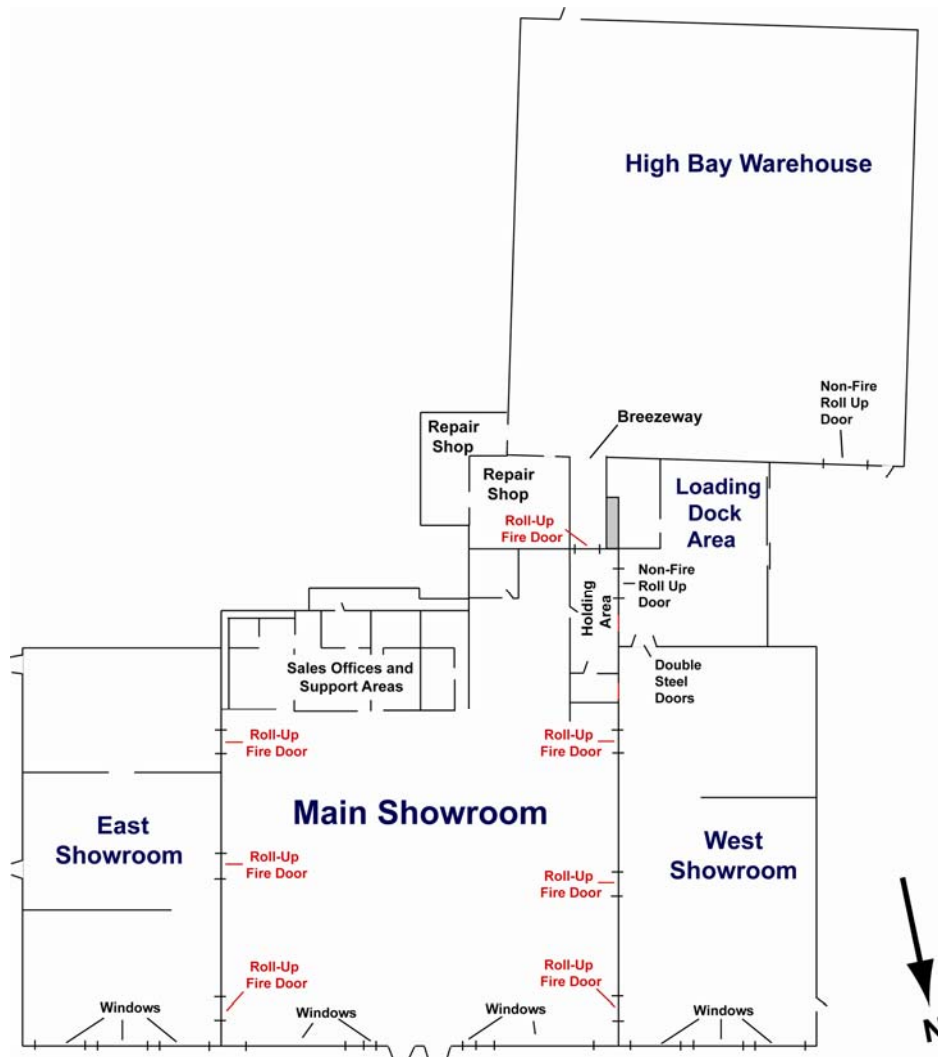 High Bay Warehouse
Non-Fire
Roll Up
Door
Breezeway
Repair
Shop
Repair
Shop
Loading
Dock
Area
Roll-Up
Fire Door
Non-Fire
Roll Up
Door
Holding
Area
Sales Offices and
Support Areas
Double
Steel
Doors
Roll-Up
Fire Door
Roll-Up
Fire Door
Main Showroom
East
Showroom
West
Showroom
Roll-Up
Fire Door
Roll-Up
Fire Door
Roll-Up
Fire Door
Roll-Up
Fire Door
Windows
Windows
Windows
Windows
N